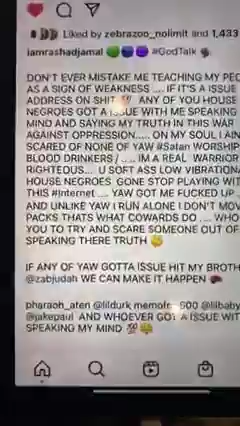 Liked by zebrazoo_nolimit and 1,433
iamrashadjamal #GodTalk
DON'T EVER MISTAKE ME TEACHING MY PEO
AS A SIGN OF WEAKNESS .... IF IT'S A ISSUE
ADDRESS ON SHIT 💯 ANY OF YOU HOUSE
NEGROES GOT A ISSUE WITH ME SPEAKING
MIND AND SAYING MY TRUTH IN THIS WAR
AGAINST OPPRESSION..... ON MY SOUL I AIN
SCARED OF NONE OF YAW #Satan WORSHIP
BLOOD DRINKERS / .... IM A REAL WARRIOR
RIGHTEOUS.... U SOFT ASS LOW VIBRATIONA
HOUSE NEGROES GONE STOP PLAYING WIT
THIS #Internet .... YAW GOT ME FUCKED UP
AND UNLIKE YAW I RUN ALONE I DON'T MOV
PACKS THATS WHAT COWARDS DO .... WHO
YOU TO TRY AND SCARE SOMEONE OUT OF
SPEAKING THERE TRUTH
IF ANY OF YAW GOTTA ISSUE HIT MY BROTH
@zabjudah WE CAN MAKE IT HAPPEN
pharaoh_aten @lildurk 600 @lilbaby
@jakepaul AND WHOEVER GOT A ISSUE WIT
SPEAKING MY MIND 💯